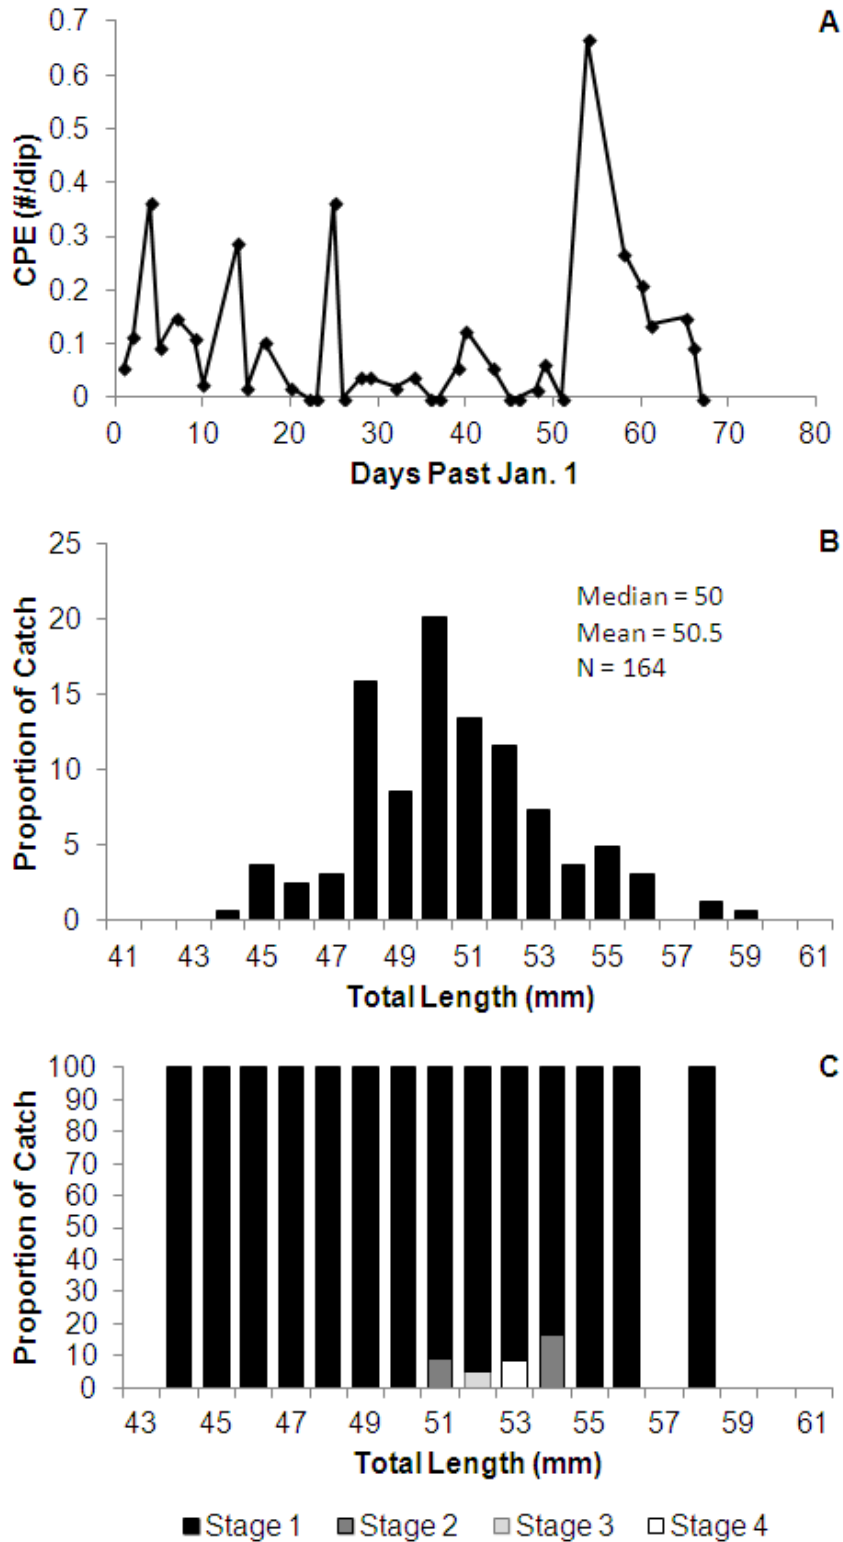 A
0.7
0.6
0.5
0.4
0.3
0.2
0.1
0
CPE (#/dip)
0 10 20 30 40 50 60 70 80
Days Past Jan. 1
B
25
20
15
10
5
0
Proportion of Catch
Median = 50
Mean = 50.5
N = 164
41 43 45 47 49 51 53 55 57 59 61
Total Length (mm)
C
100
90
80
70
60
50
40
30
20
10
0
Proportion of Catch
43 45 47 49 51 53 55 57 59 61
Total Length (mm)
Stage 1 Stage 2 Stage 3 Stage 4